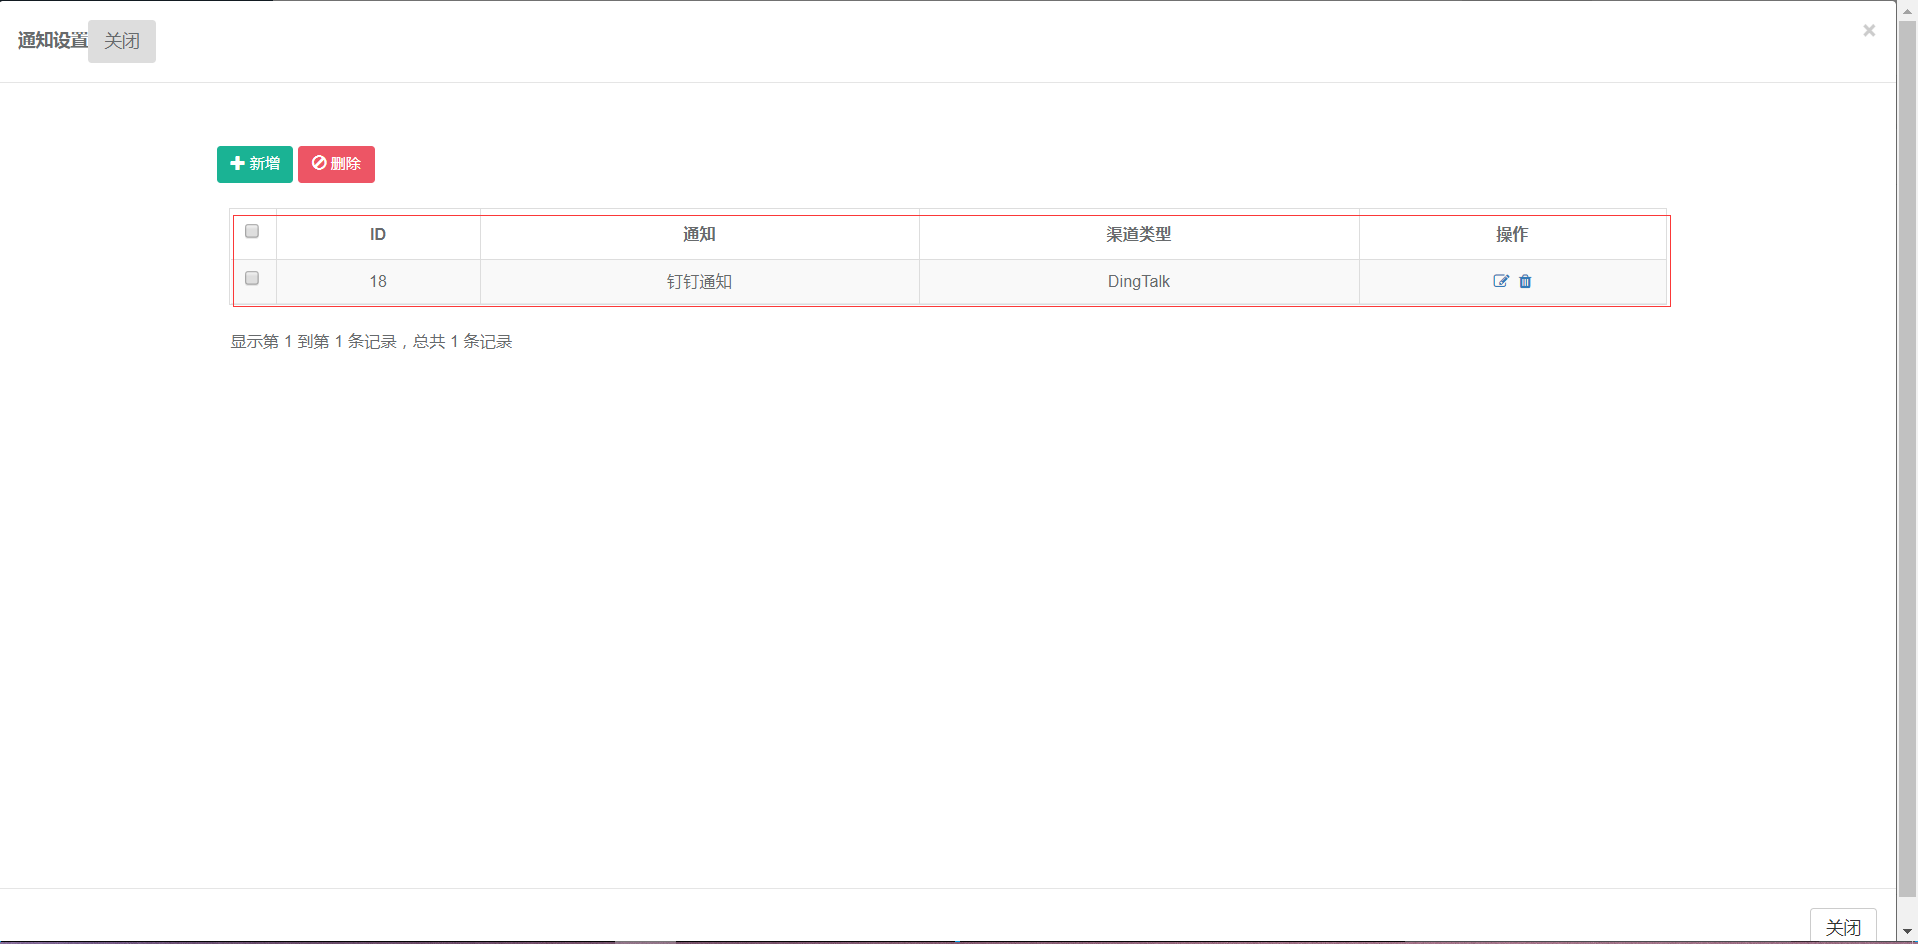 通知设置 关闭 ×
新增 删除
ID 通知 渠道类型 操作
18 钉钉通知 DingTalk
显示第 1 到第 1 条记录，总共 1 条记录
关闭